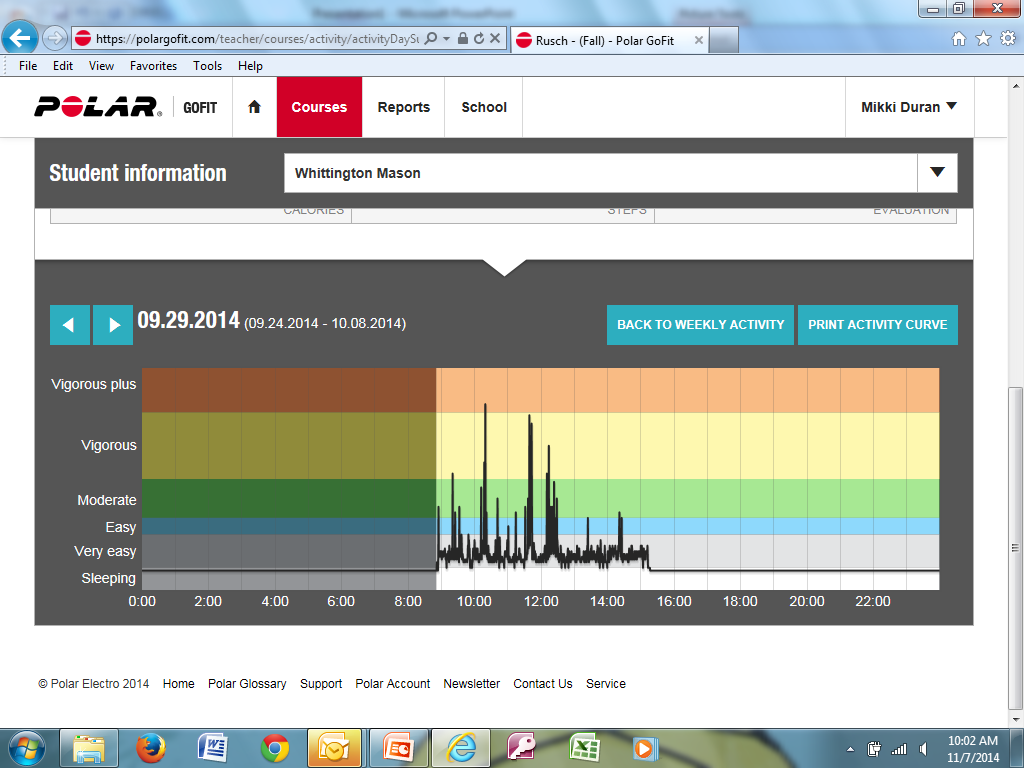 https://polargofit.com/teacher/courses/activity/activityDaySu
Rusch - (Fall) - Polar GoFit
File Edit View Favorites Tools Help
POLAR® GOFIT Courses Reports School Mikki Duran
Student information Whittington Mason
CALORIES STEPS EVALUATION
09.29.2014 (09.24.2014 - 10.08.2014) BACK TO WEEKLY ACTIVITY PRINT ACTIVITY CURVE
Vigorous plus
Vigorous
Moderate
Easy
Very easy
Sleeping
0:00 2:00 4:00 6:00 8:00 10:00 12:00 14:00 16:00 18:00 20:00 22:00
© Polar Electro 2014 Home Polar Glossary Support Polar Account Newsletter Contact Us Service
10:02 AM
11/7/2014